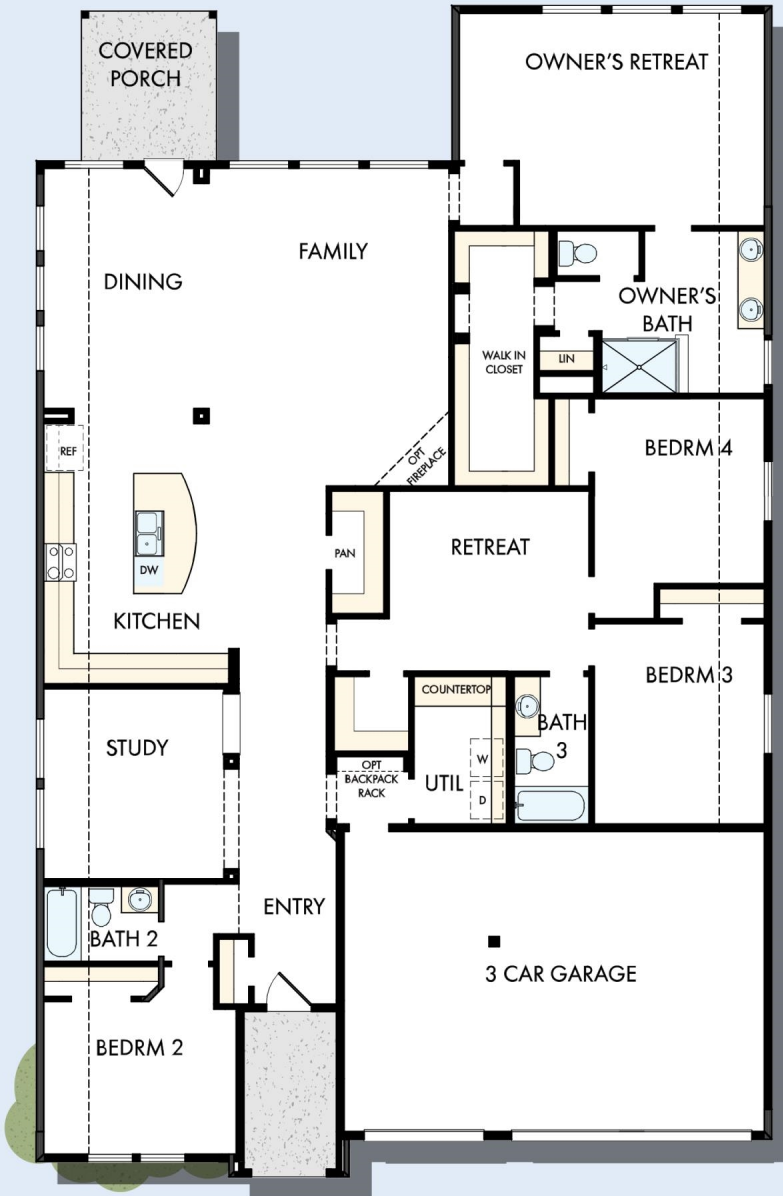 COVERED
PORCH
OWNER'S RETREAT
FAMILY
DINING
OWNER'S
BATH
WALK IN
CLOSET
LIN
REF
OPT
FIREPLACE
BEDRM 4
DW
PAN
RETREAT
KITCHEN
BEDRM 3
COUNTERTOP
STUDY
BATH
3
W
OPT
BACKPACK
RACK
UTIL
D
ENTRY
BATH 2
3 CAR GARAGE
BEDRM 2